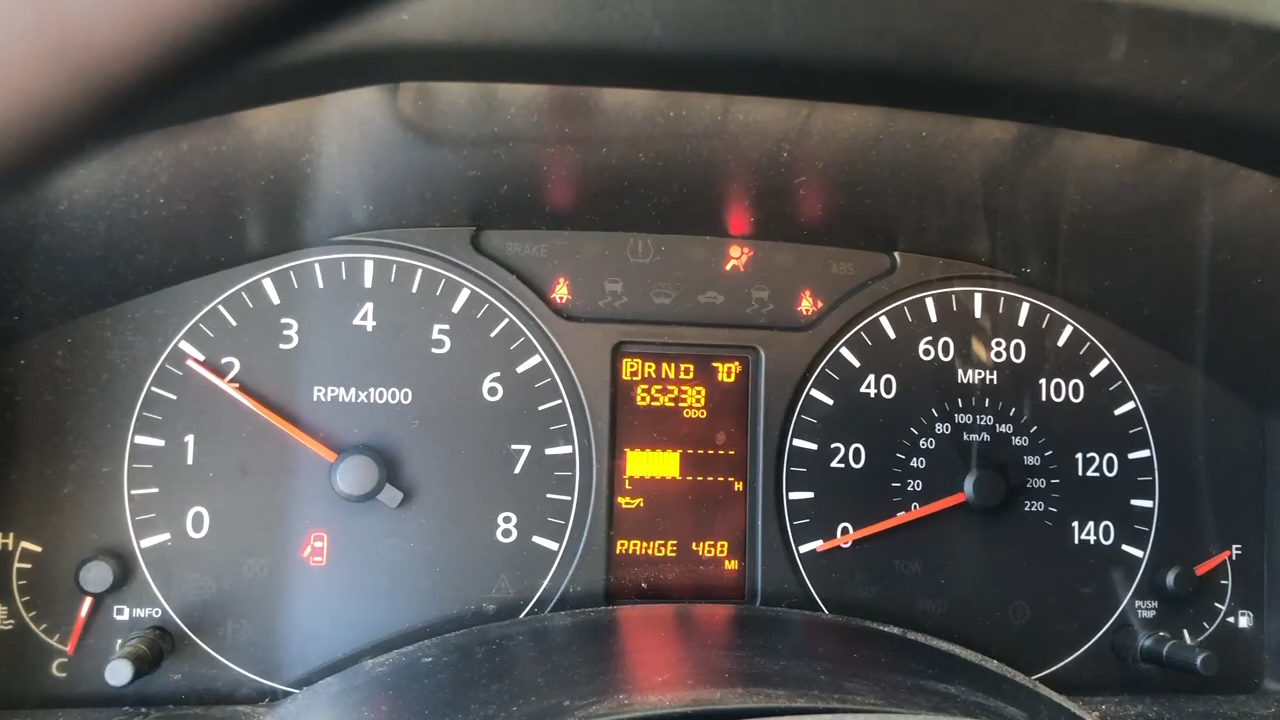 BRAKE
ABS
0 1 2 3 4 5 6 7 8
RPMx1000
P R N D 70°F
65238
ODO
L H
RANGE 468
MI
0 20 40 60 80 100 120 140
MPH
0 20 40 60 80 100 120 140 160 180 200 220
km/h
TOW
H
C
INFO
F
PUSH
TRIP